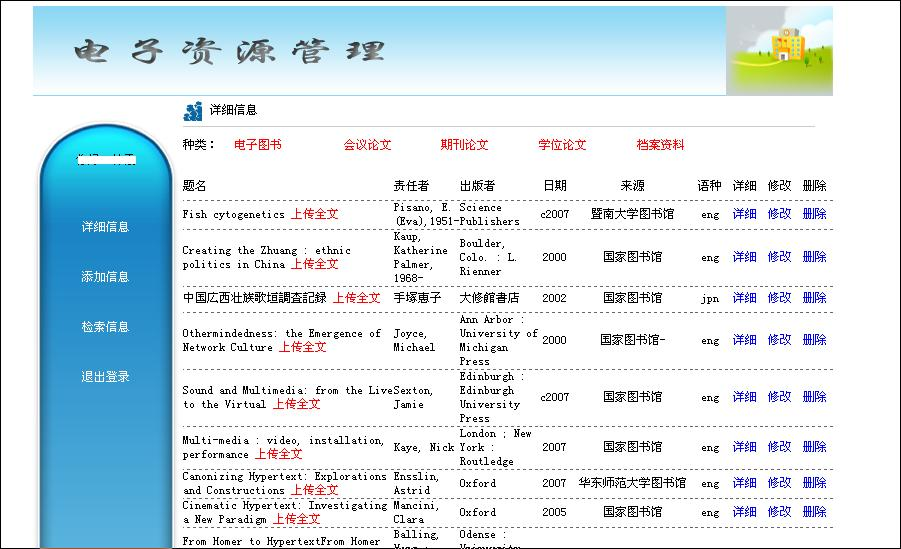 电子资源管理
详细信息
种类： 电子图书 会议论文 期刊论文 学位论文 档案资料
详细信息
添加信息
检索信息
退出登录
题名 责任者 出版者 日期 来源 语种 详细 修改 删除
Fish cytogenetics 上传全文
Pisano, E.
(Eva),1951-
Science
Publishers
c2007 暨南大学图书馆 eng 详细 修改 删除
Creating the Zhuang : ethnic
politics in China 上传全文
Kaup,
Katherine
Palmer,
1968-
Boulder,
Colo. : L.
Rienner
2000 国家图书馆 eng 详细 修改 删除
中国広西壮族歌垣調査記録 上传全文 手塚恵子 大修館書店 2002 国家图书馆 jpn 详细 修改 删除
Othermindedness: the Emergence of
Network Culture 上传全文
Joyce,
Michael
Ann Arbor :
University of
Michigan
Press
2000 国家图书馆- eng 详细 修改 删除
Sound and Multimedia: from the Live
to the Virtual 上传全文
Sexton,
Jamie
Edinburgh :
Edinburgh
University
Press
c2007 国家图书馆 eng 详细 修改 删除
Multi-media : video, installation,
performance 上传全文
Kaye, Nick
London ; New
York :
Routledge
2007 国家图书馆 eng 详细 修改 删除
Canonizing Hypertext: Explorations
and Constructions 上传全文
Ensslin,
Astrid
Oxford 2007 华东师范大学图书馆 eng 详细 修改 删除
Cinematic Hypertext: Investigating
a New Paradigm 上传全文
Mancini,
Clara
Oxford 2005 国家图书馆 eng 详细 修改 删除
From Homer to HypertextFrom Homer
Balling,
Odense :